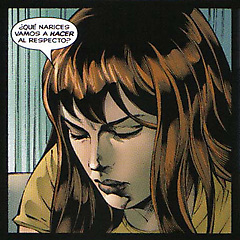 ¿QUÉ NARICES
VAMOS A HACER
AL RESPECTO?